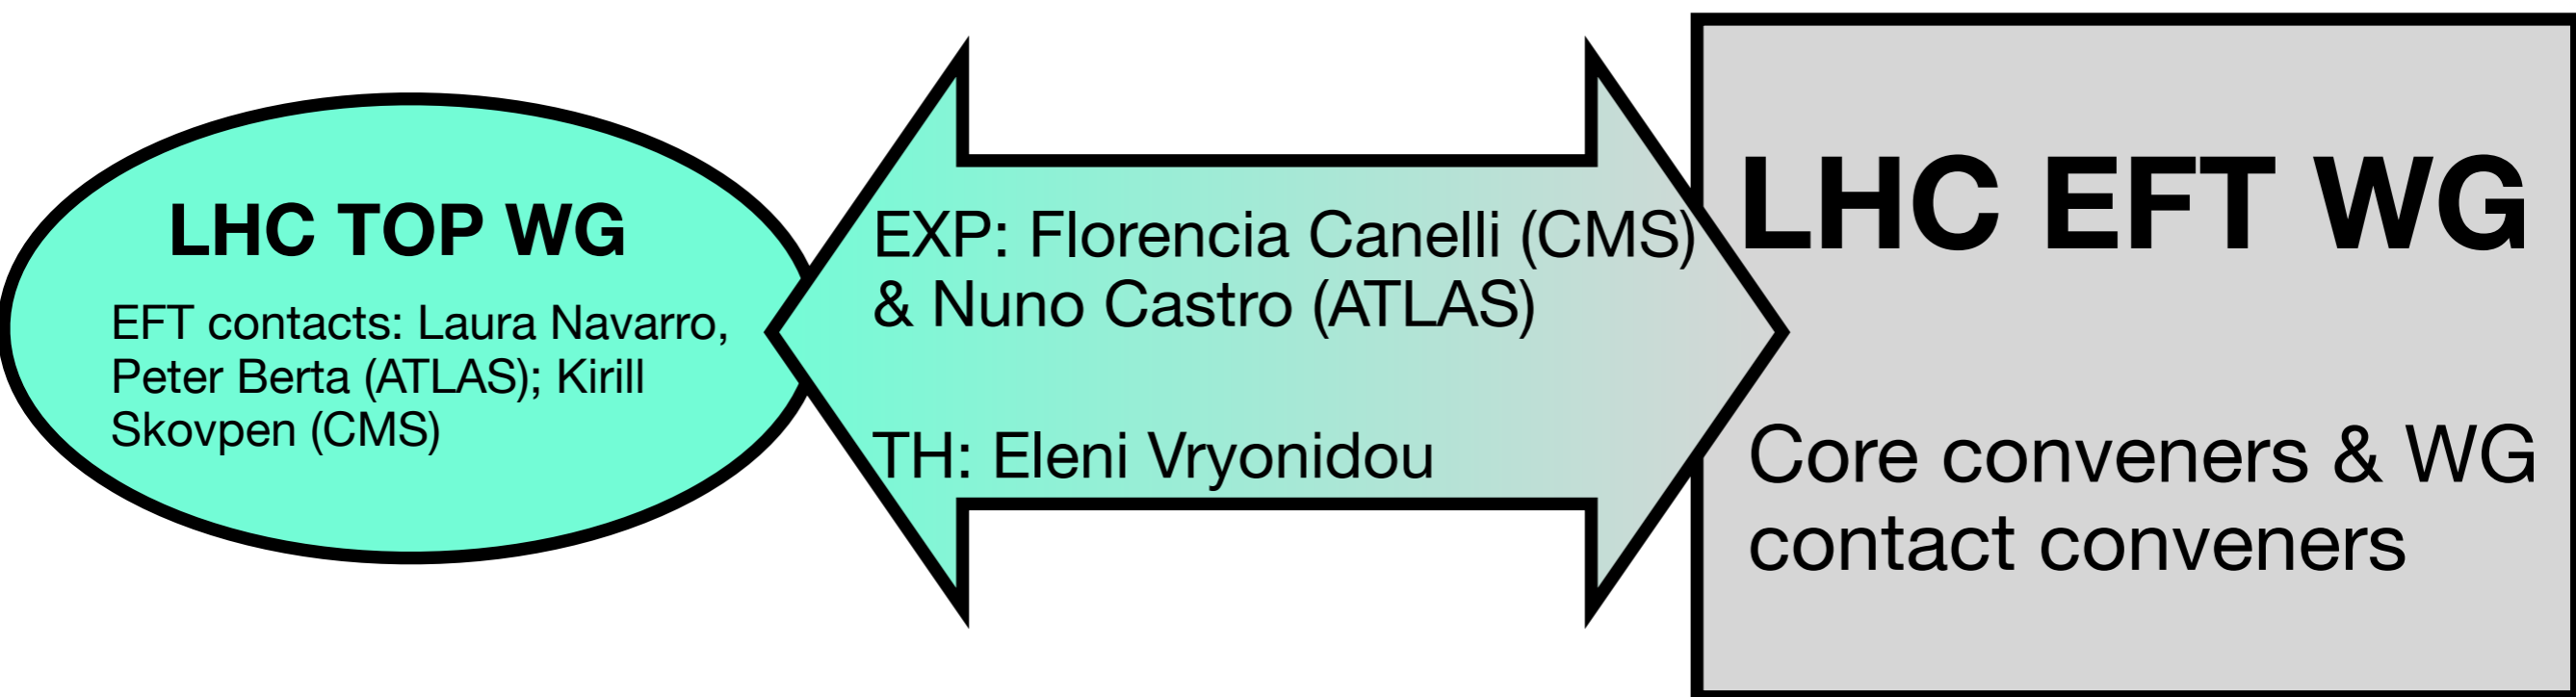 LHC TOP WG
EFT contacts: Laura Navarro,
Peter Berta (ATLAS); Kirill
Skovpen (CMS)
EXP: Florencia Canelli (CMS)
& Nuno Castro (ATLAS)
TH: Eleni Vryonidou
LHC EFT WG
Core conveners & WG
contact conveners